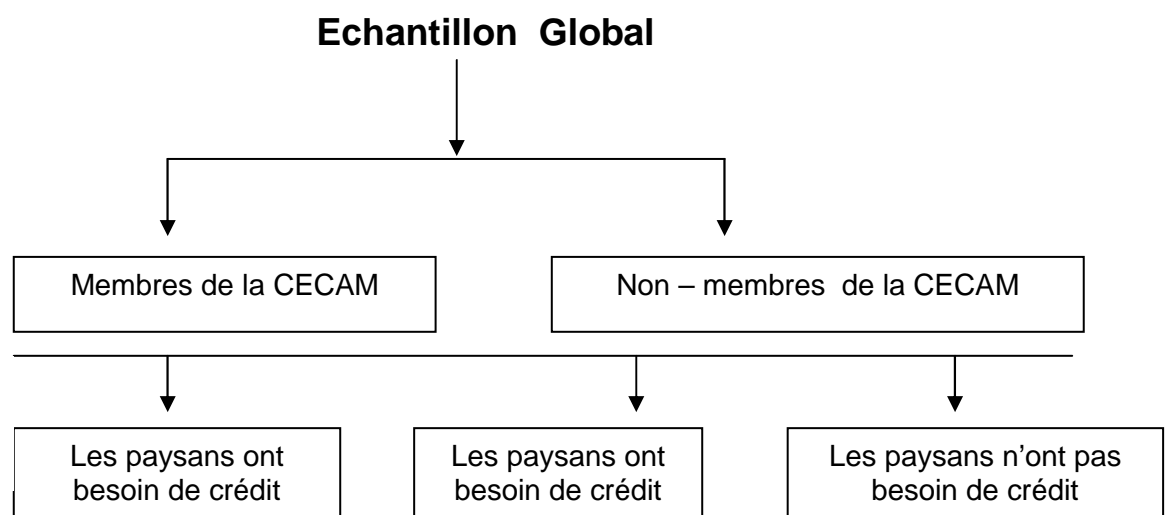 Echantillon Global
Membres de la CECAM
Non – membres de la CECAM
Les paysans ont
besoin de crédit
Les paysans ont
besoin de crédit
Les paysans n'ont pas
besoin de crédit